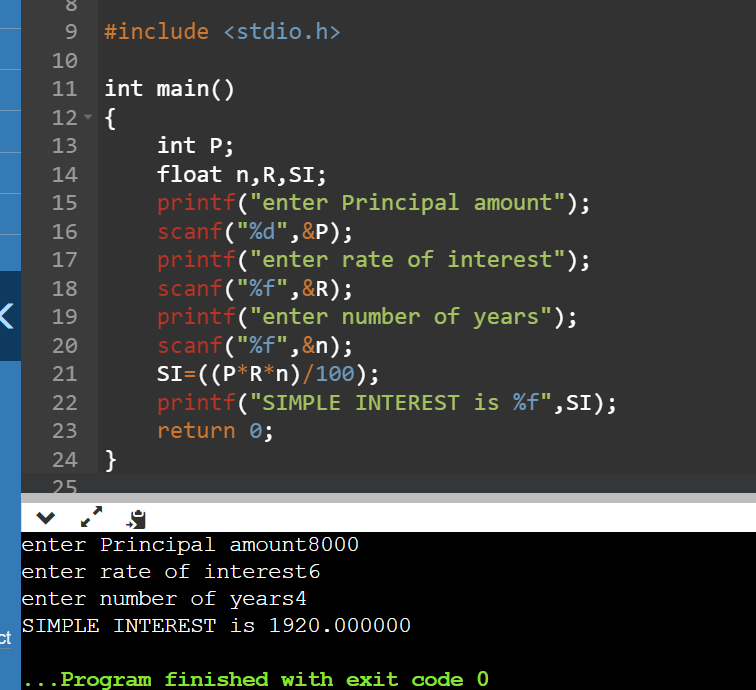 8
9 #include <stdio.h>
10
11 int main()
12 {
13     int P;
14     float n,R,SI;
15     printf("enter Principal amount");
16     scanf("%d",&P);
17     printf("enter rate of interest");
18     scanf("%f",&R);
19     printf("enter number of years");
20     scanf("%f",&n);
21     SI=((P*R*n)/100);
22     printf("SIMPLE INTEREST is %f",SI);
23     return 0;
24 }
25
enter Principal amount8000
enter rate of interest6
enter number of years4
SIMPLE INTEREST is 1920.000000
ct
...Program finished with exit code 0